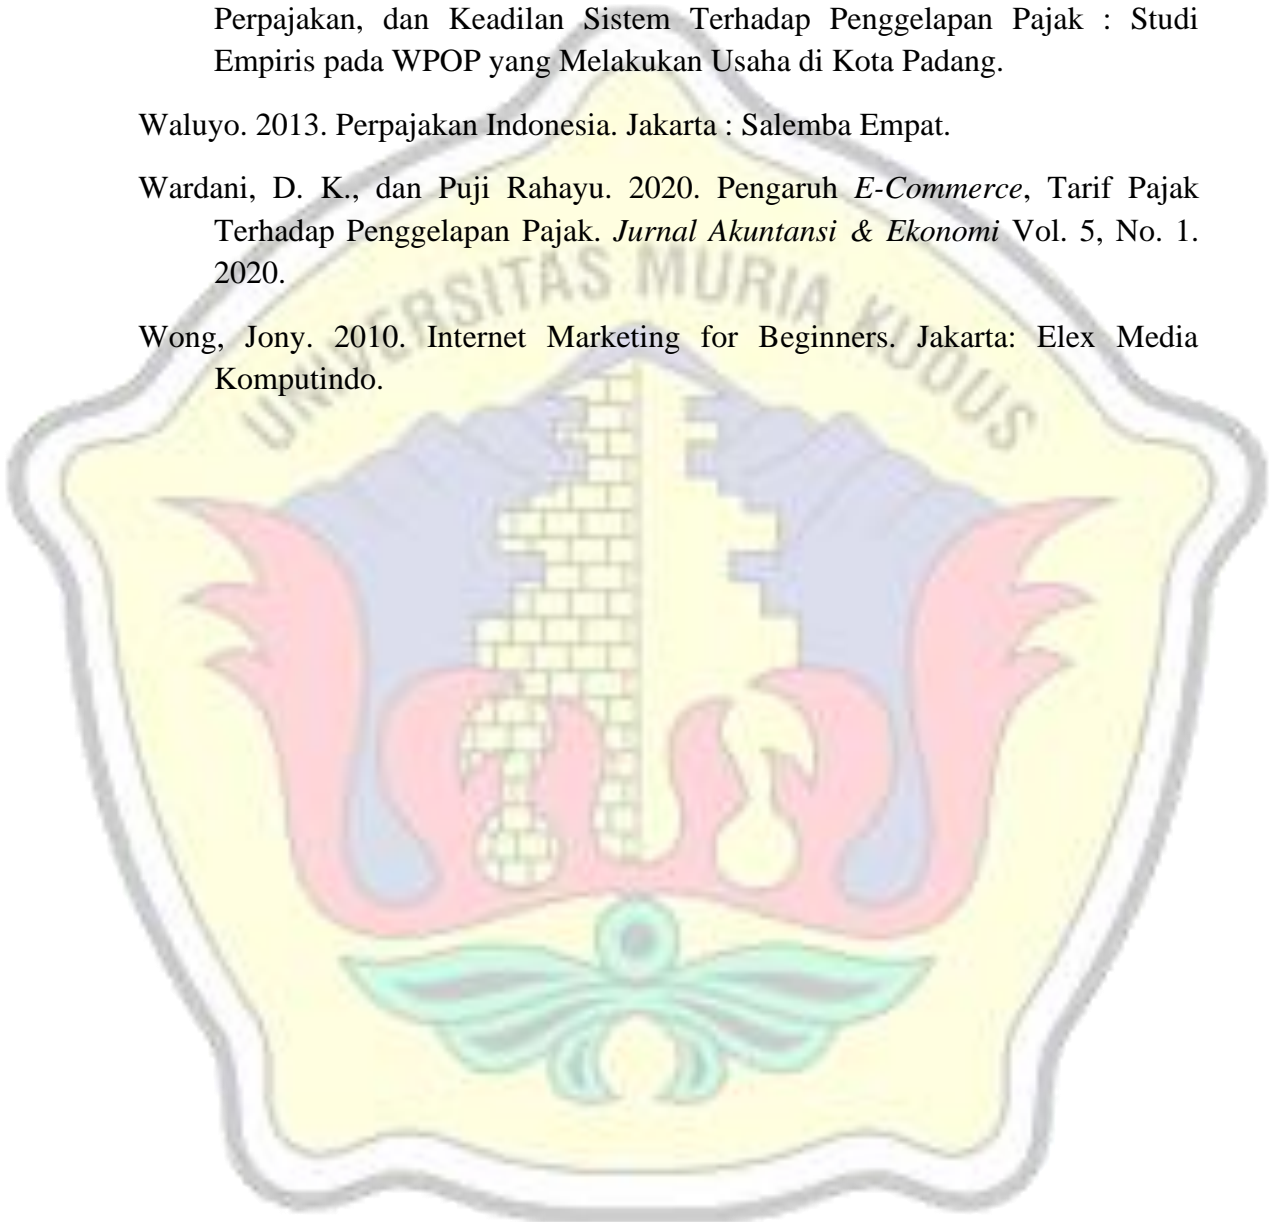 Perpajakan, dan Keadilan Sistem Terhadap Penggelapan Pajak : Studi
Empiris pada WPOP yang Melakukan Usaha di Kota Padang.
Waluyo. 2013. Perpajakan Indonesia. Jakarta : Salemba Empat.
Wardani, D. K., dan Puji Rahayu. 2020. Pengaruh E-Commerce, Tarif Pajak
Terhadap Penggelapan Pajak. Jurnal Akuntansi & Ekonomi Vol. 5, No. 1.
2020.
Wong, Jony. 2010. Internet Marketing for Beginners. Jakarta: Elex Media
Komputindo.
UNIVERSITAS MURIA KUDUS